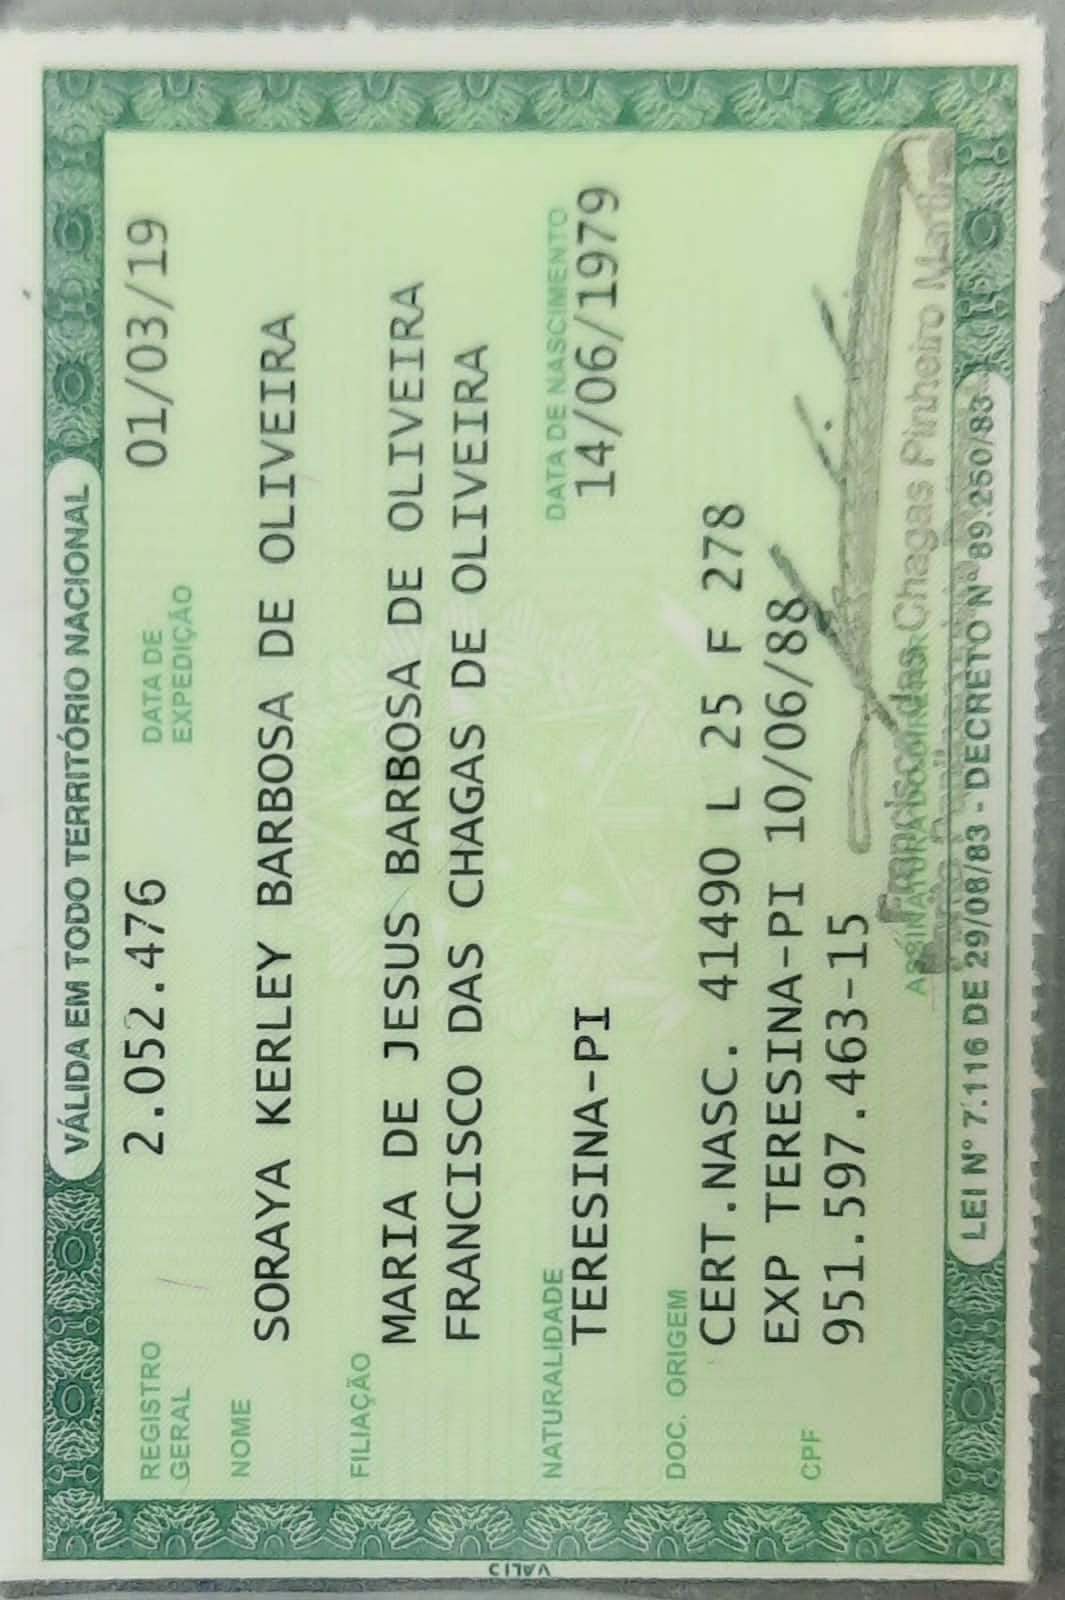 VÁLIDA EM TODO TERRITÓRIO NACIONAL
REGISTRO GERAL 2.052.476 DATA DE EXPEDIÇÃO 01/03/19
NOME
SORAYA KERLEY BARBOSA DE OLIVEIRA
FILIAÇÃO
MARIA DE JESUS BARBOSA DE OLIVEIRA
FRANCISCO DAS CHAGAS DE OLIVEIRA
NATURALIDADE DATA DE NASCIMENTO
TERESINA-PI 14/06/1979
DOC. ORIGEM
CERT.NASC. 41490 L 25 F 278
EXP TERESINA-PI 10/06/88
CPF 951.597.463-15
Francisco das Chagas Pinheiro Martins
ASSINATURA DO DIRETOR
LEI Nº 7.116 DE 29/08/83 - DECRETO Nº 89.250/83